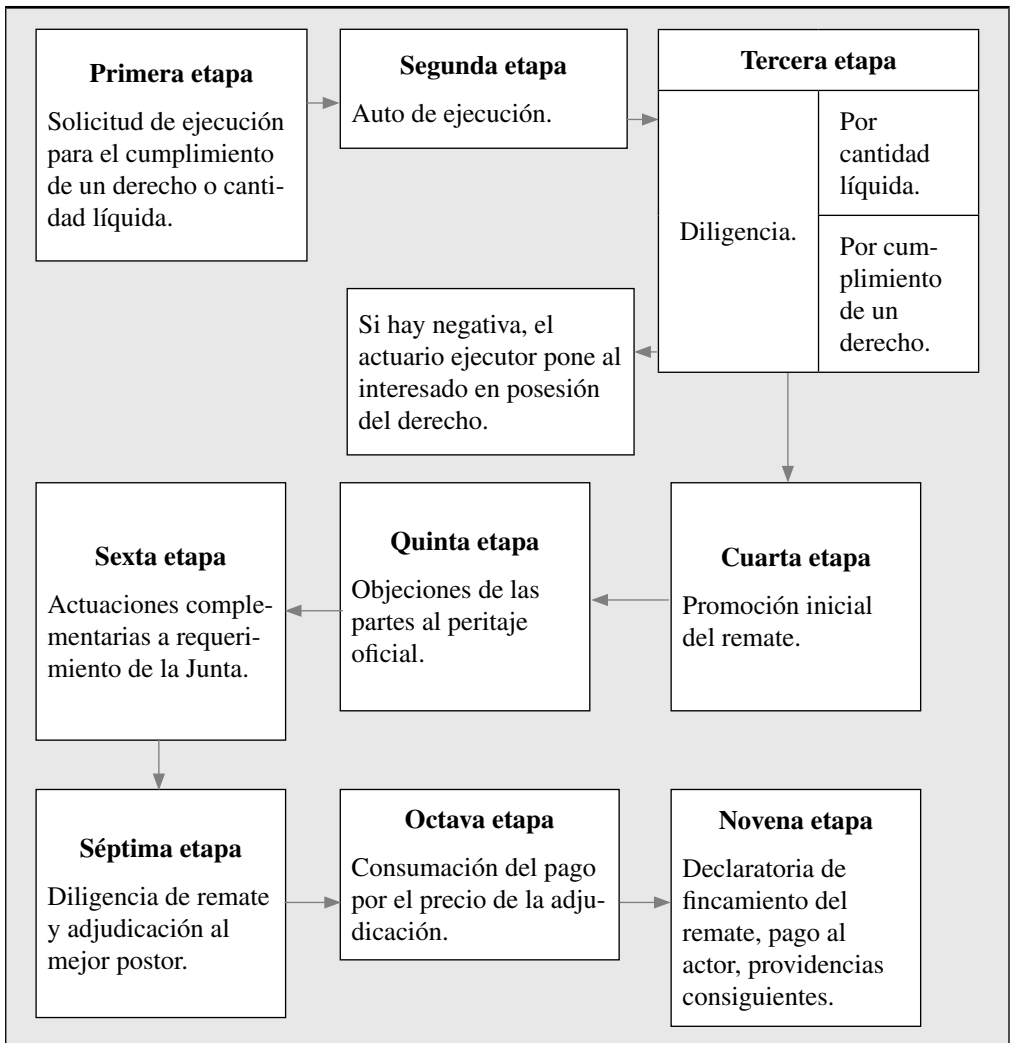 Primera etapa
Solicitud de ejecución
para el cumplimiento
de un derecho o canti-
dad líquida.
Segunda etapa
Auto de ejecución.
Tercera etapa
Diligencia.
Por
cantidad
líquida.
Por cum-
plimiento
de un
derecho.
Si hay negativa, el
actuario ejecutor pone al
interesado en posesión
del derecho.
Cuarta etapa
Promoción inicial
del remate.
Quinta etapa
Objeciones de las
partes al peritaje
oficial.
Sexta etapa
Actuaciones comple-
mentarias a requeri-
miento de la Junta.
Séptima etapa
Diligencia de remate
y adjudicación al
mejor postor.
Octava etapa
Consumación del pago
por el precio de la adju-
dicación.
Novena etapa
Declaratoria de
fincamiento del
remate, pago al
actor, providencias
consiguientes.